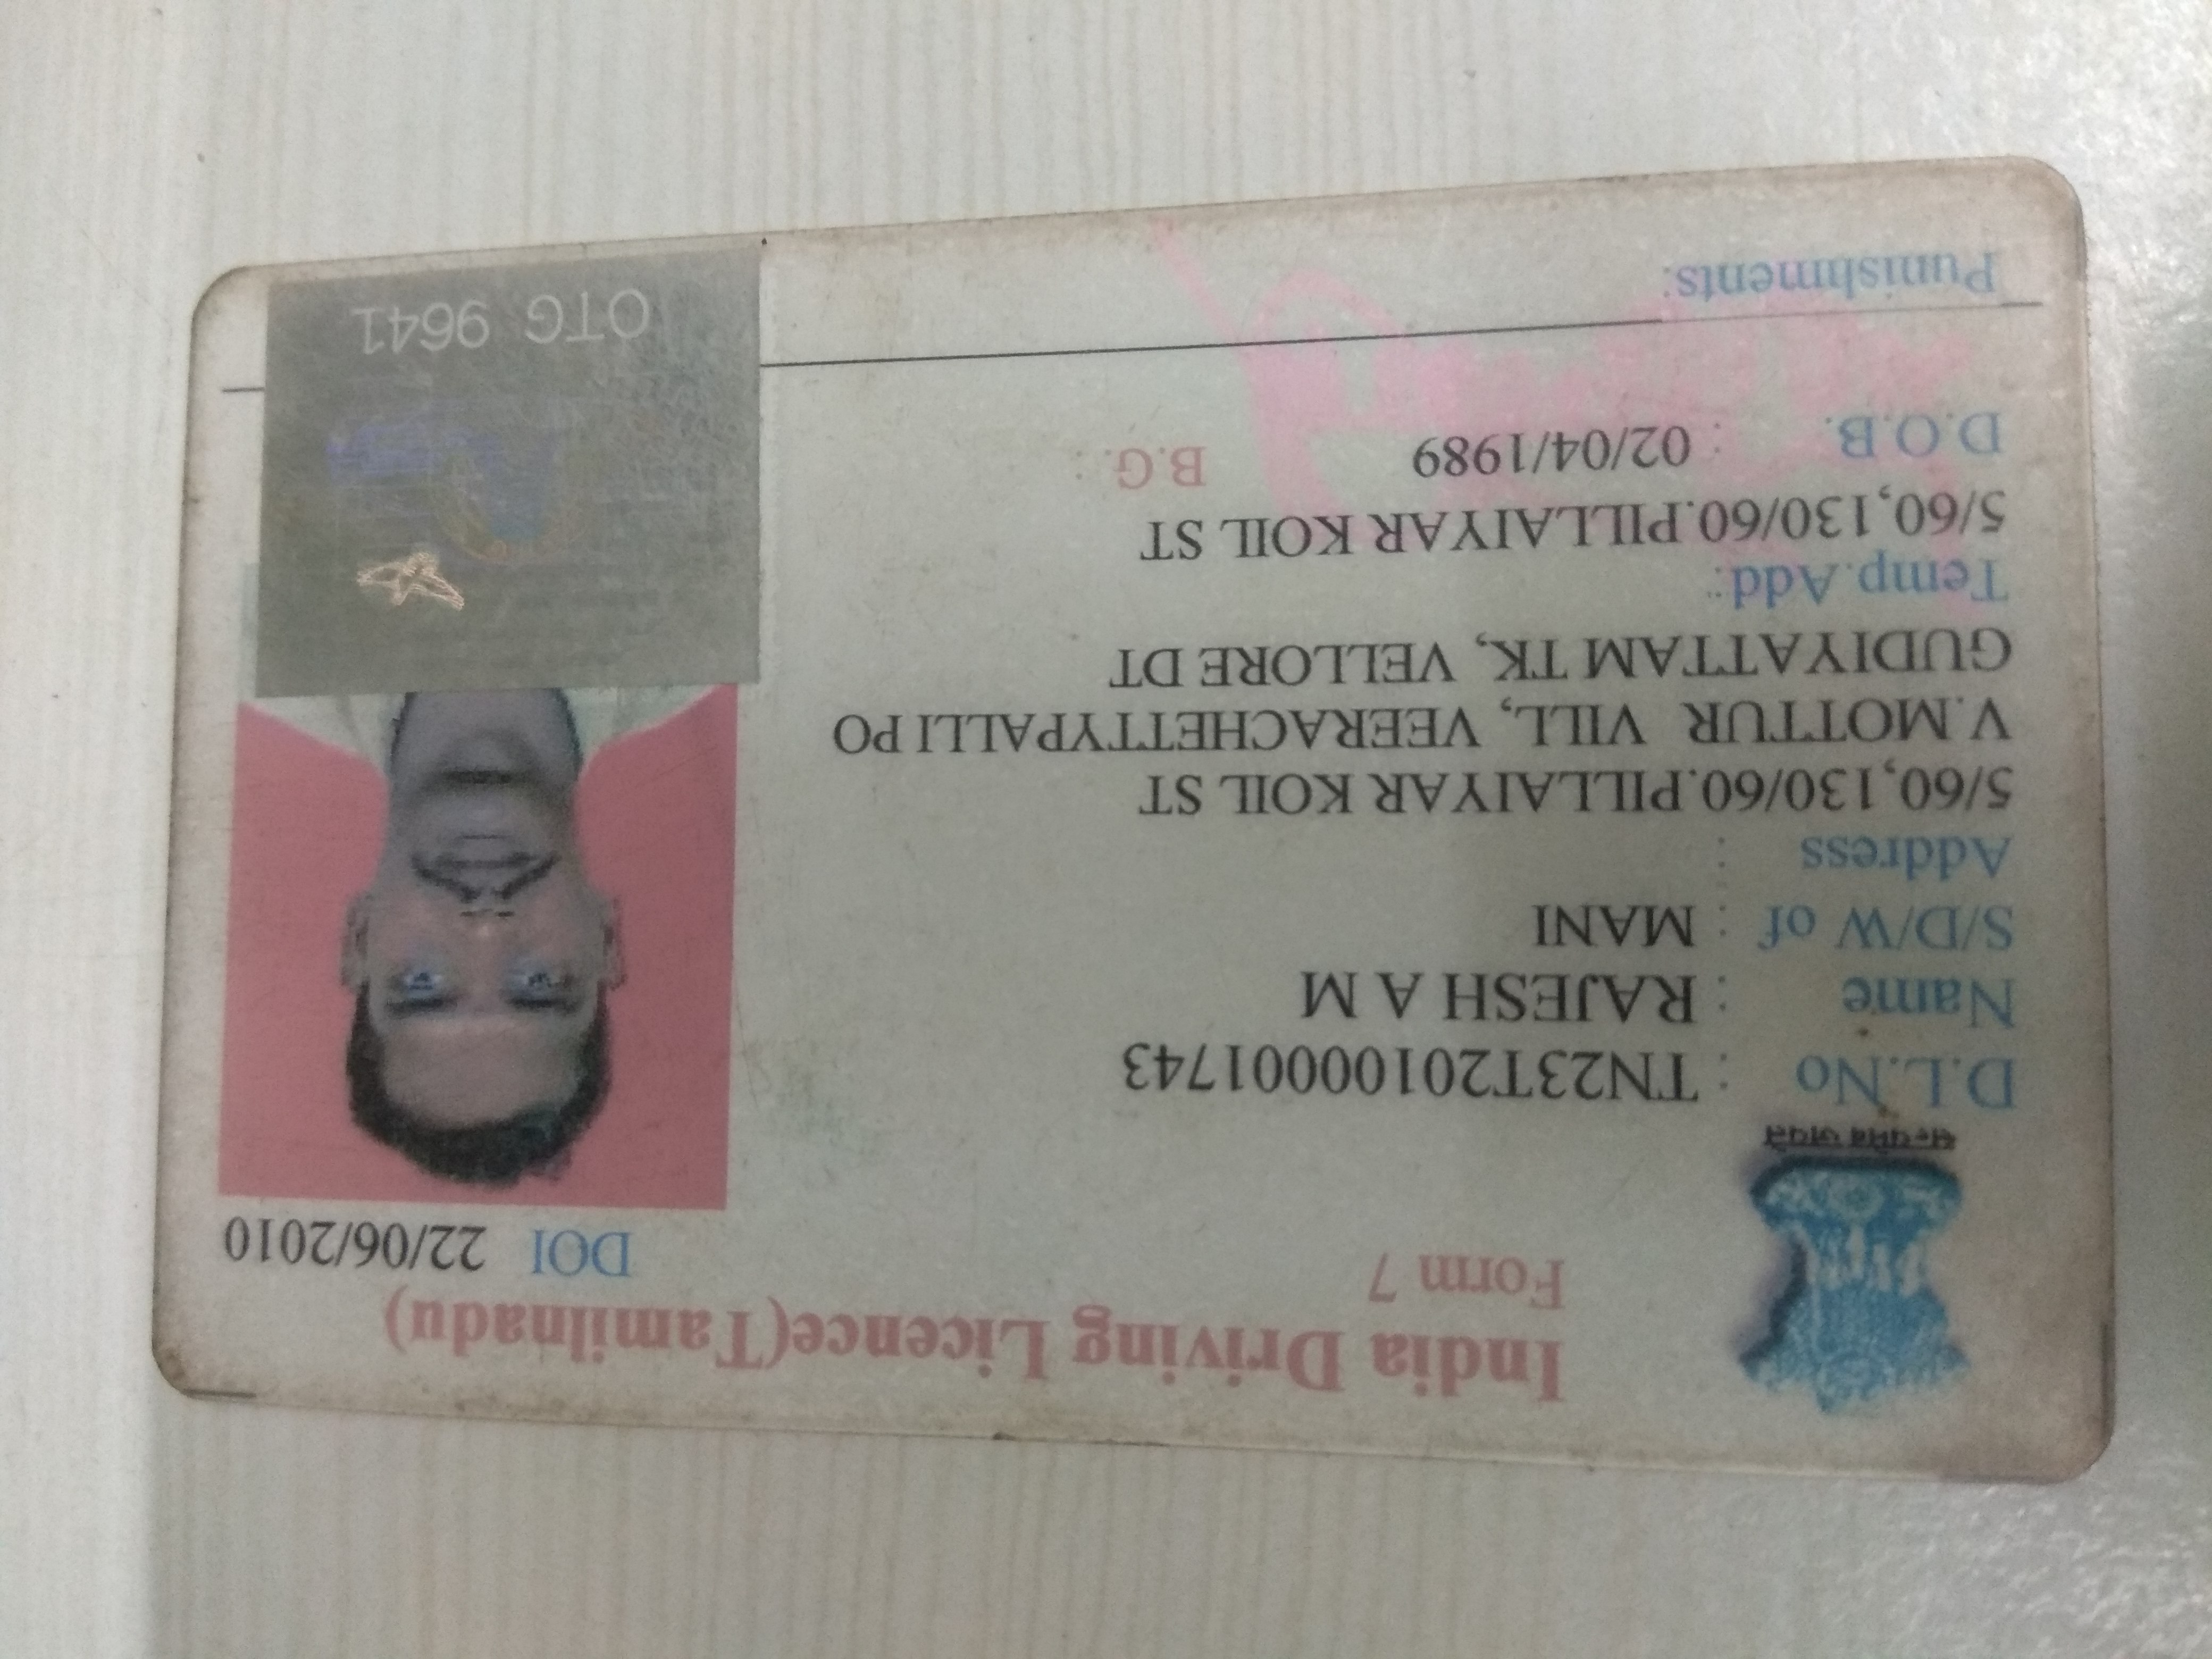 India Driving Licence(Tamilnadu)
Form 7
DOI 22/06/2010
सत्यमेव जयते
D.L.No : TN23T20100001743
Name : RAJESH A M
S/D/W of : MANI
Address :
5/60,130/60.PILLAIYAR KOIL ST
V.MOTTUR VILL, VEERACHETTYPALLI PO
GUDIYATTAM TK, VELLORE DT
Temp.Add:
5/60,130/60.PILLAIYAR KOIL ST
D.O.B. : 02/04/1989 B.G. :
Punishments:
OTG 9641